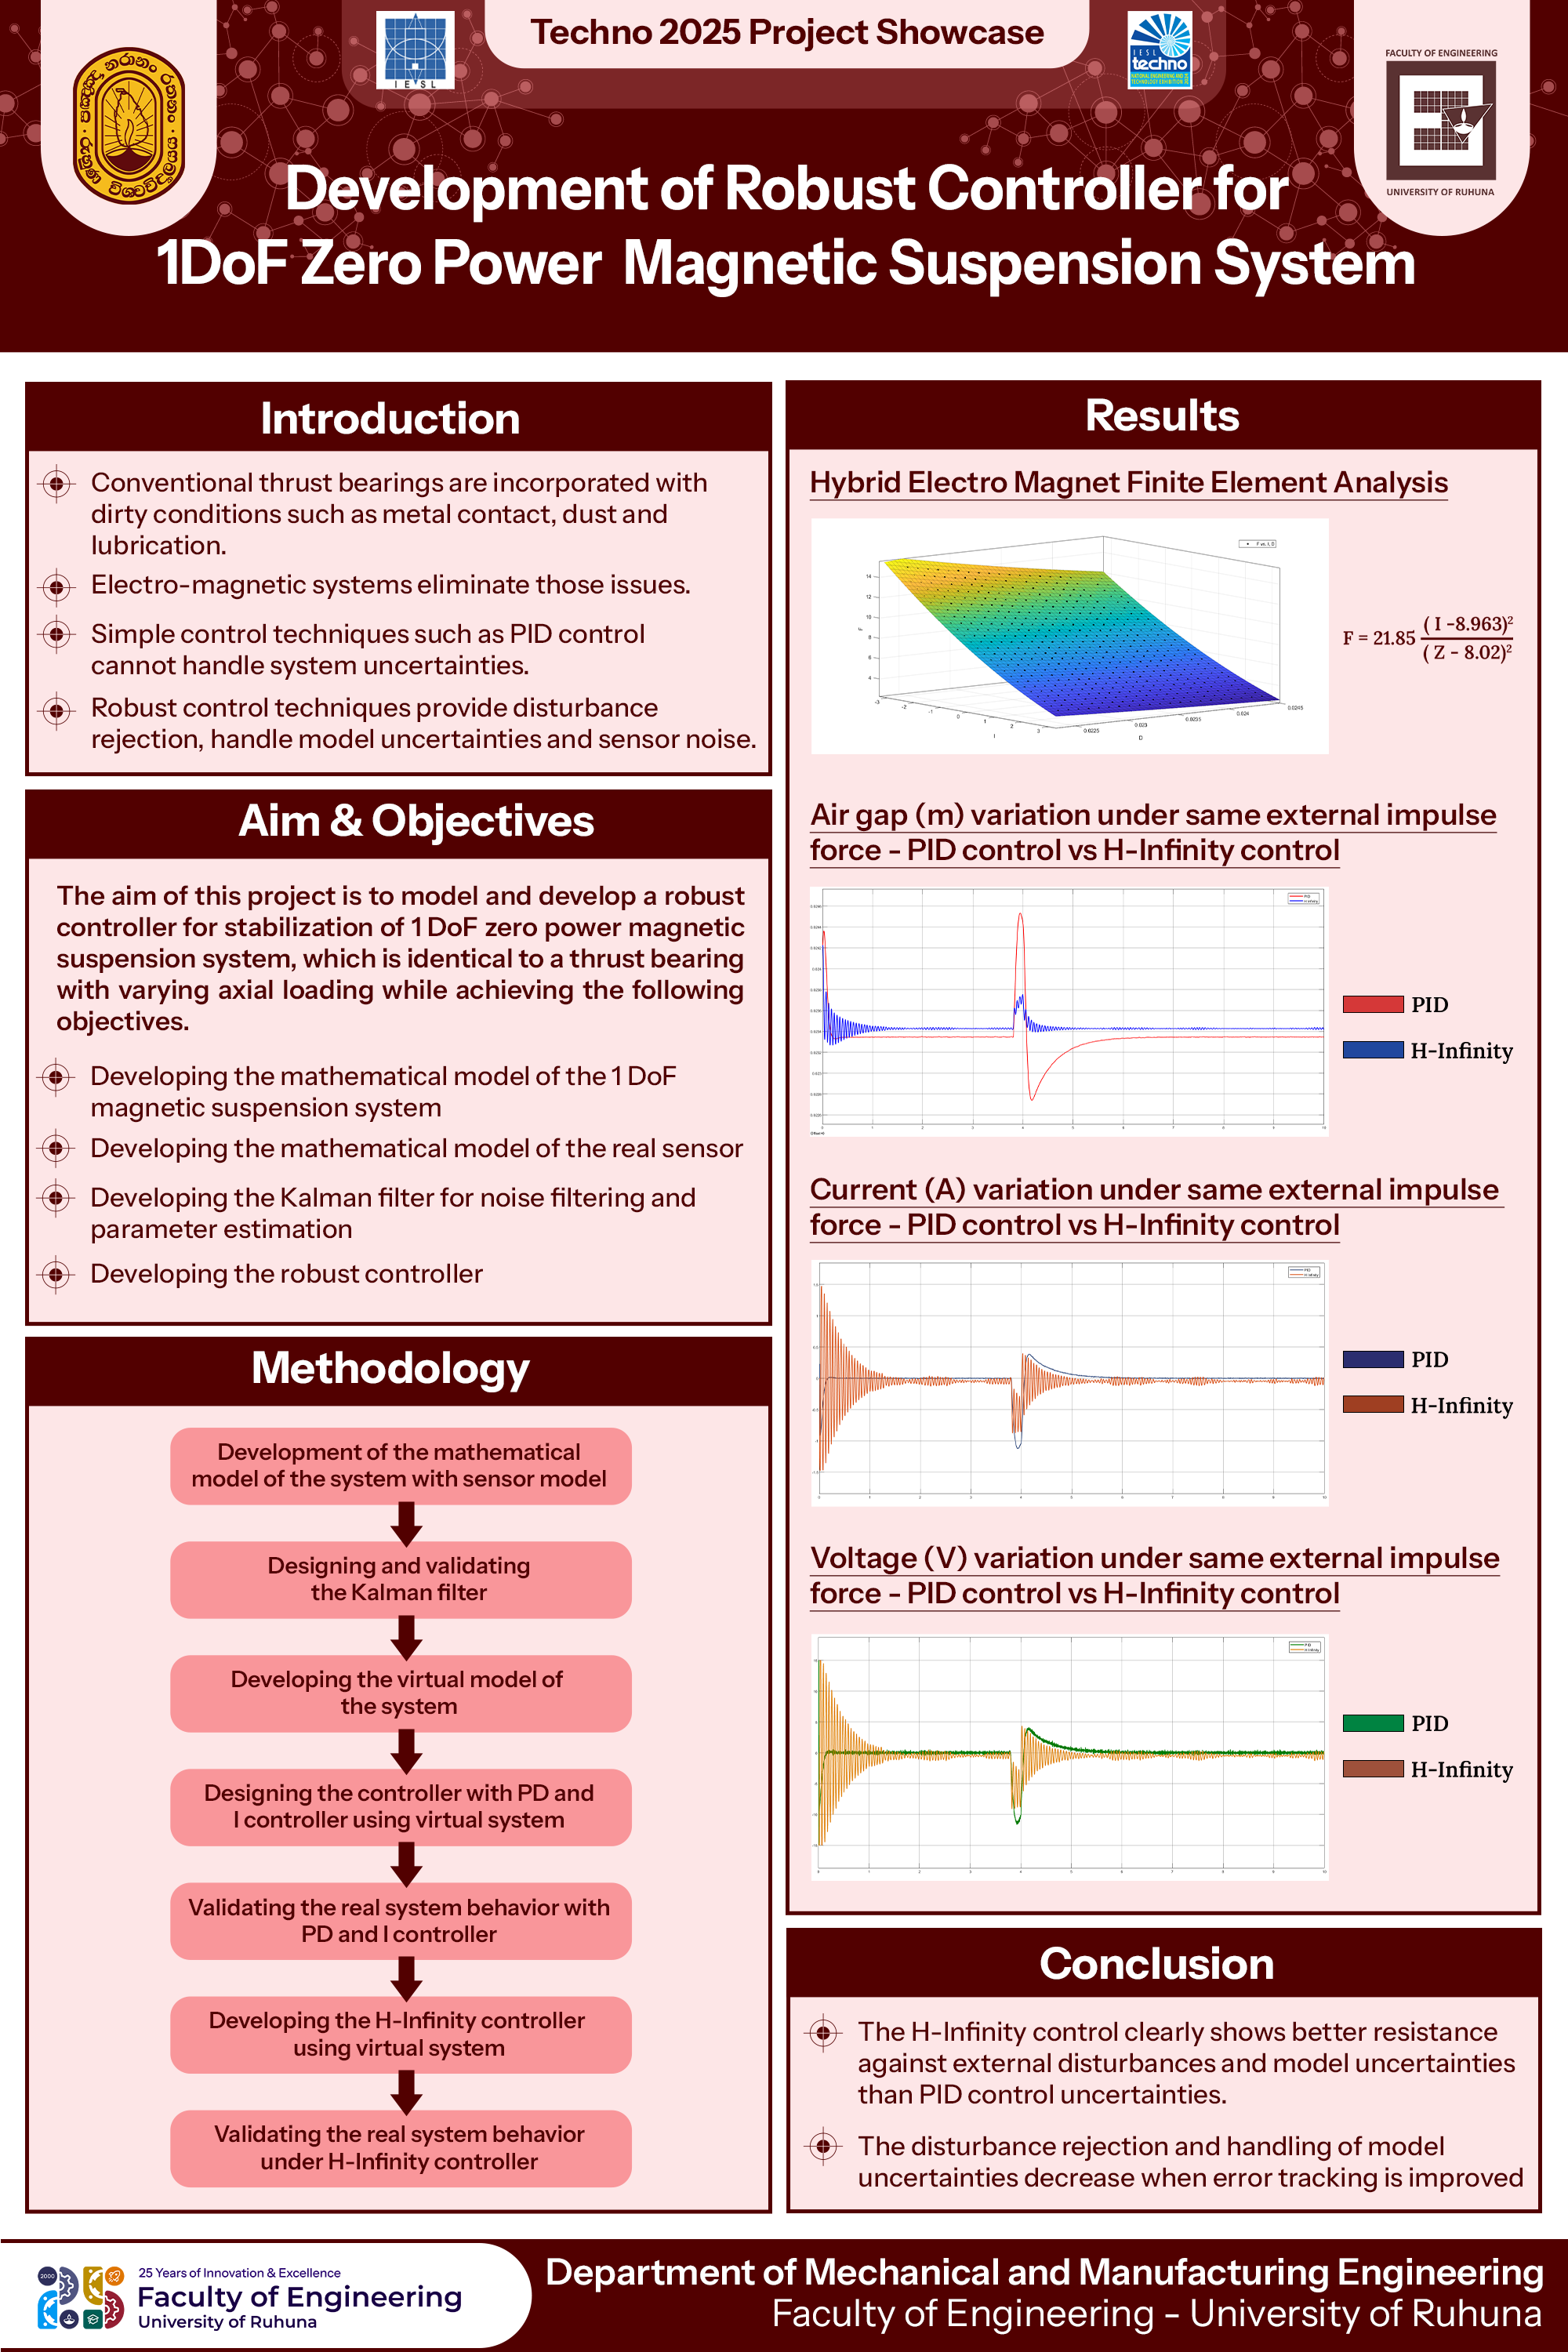 Techno 2025 Project Showcase
IESL
IESL
techno
FACULTY OF ENGINEERING
UNIVERSITY OF RUHUNA
Development of Robust Controller for
1DoF Zero Power Magnetic Suspension System
Introduction
Conventional thrust bearings are incorporated with
dirty conditions such as metal contact, dust and
lubrication.
Electro-magnetic systems eliminate those issues.
Simple control techniques such as PID control
cannot handle system uncertainties.
Robust control techniques provide disturbance
rejection, handle model uncertainties and sensor noise.
Aim & Objectives
The aim of this project is to model and develop a robust
controller for stabilization of 1 DoF zero power magnetic
suspension system, which is identical to a thrust bearing
with varying axial loading while achieving the following
objectives.
Developing the mathematical model of the 1 DoF
magnetic suspension system
Developing the mathematical model of the real sensor
Developing the Kalman filter for noise filtering and
parameter estimation
Developing the robust controller
Methodology
Development of the mathematical
model of the system with sensor model
Designing and validating
the Kalman filter
Developing the virtual model of
the system
Designing the controller with PD and
I controller using virtual system
Validating the real system behavior with
PD and I controller
Developing the H-Infinity controller
using virtual system
Validating the real system behavior
under H-Infinity controller
Results
Hybrid Electro Magnet Finite Element Analysis
F = 21.85 ( I -8.963)² / ( Z - 8.02)²
Air gap (m) variation under same external impulse
force - PID control vs H-Infinity control
PID
H-Infinity
Current (A) variation under same external impulse
force - PID control vs H-Infinity control
PID
H-Infinity
Voltage (V) variation under same external impulse
force - PID control vs H-Infinity control
PID
H-Infinity
Conclusion
The H-Infinity control clearly shows better resistance
against external disturbances and model uncertainties
than PID control uncertainties.
The disturbance rejection and handling of model
uncertainties decrease when error tracking is improved
25 Years of Innovation & Excellence
Faculty of Engineering
University of Ruhuna
Department of Mechanical and Manufacturing Engineering
Faculty of Engineering - University of Ruhuna